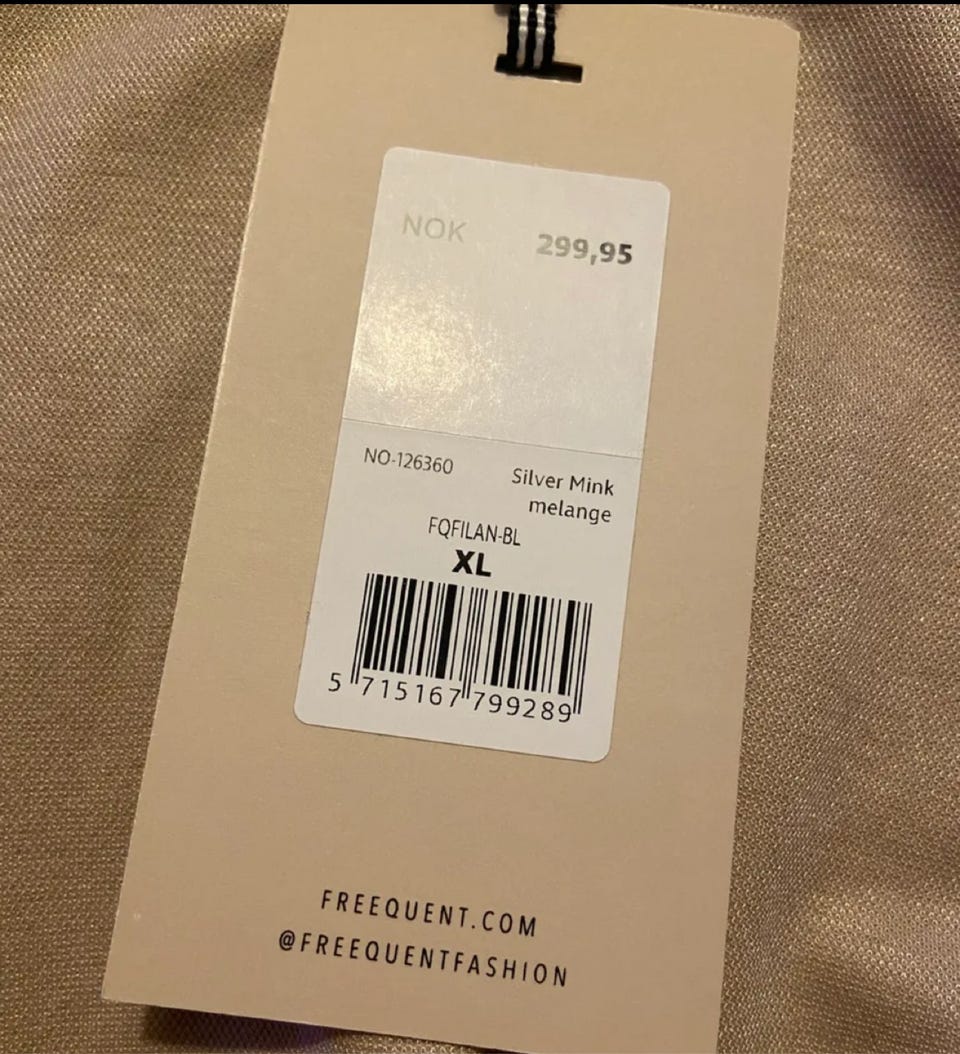 NOK 299,95
NO-126360 Silver Mink
melange
FQFILAN-BL
XL
5 715167 799289
FREEQUENT.COM
@FREEQUENTFASHION